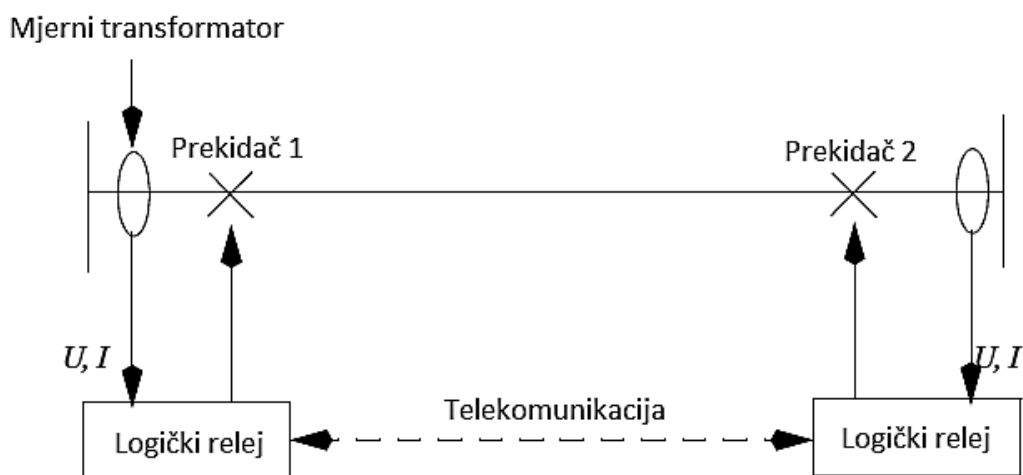 Mjerni transformator
Prekidač 1
Prekidač 2
U, I
U, I
Telekomunikacija
Logički relej
Logički relej